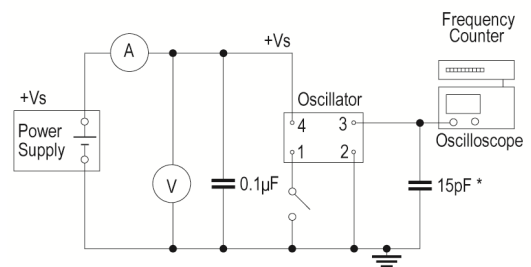 Frequency
Counter
A
+Vs
+Vs
Oscillator
Power
Supply
4
3
Oscilloscope
1
2
V
0.1µF
15pF *